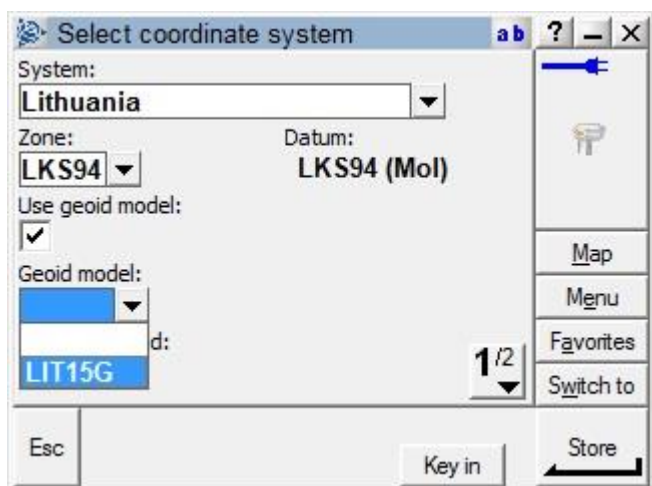 Select coordinate system ab ? – ×
System:
Lithuania
Zone: Datum:
LKS94 LKS94 (Mol)
Use geoid model:
Geoid model:
d:
LIT15G
1/2
Map
Menu
Favorites
Switch to
Esc
Key in
Store